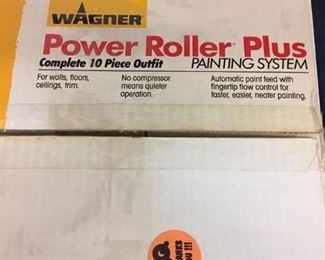 WAGNER
Power Roller® Plus
Complete 10 Piece Outfit PAINTING SYSTEM
For walls, floors, ceilings, trim.
No compressor means quieter operation.
Automatic paint feed with fingertip flow control for faster, easier, neater painting.
YOU !!!